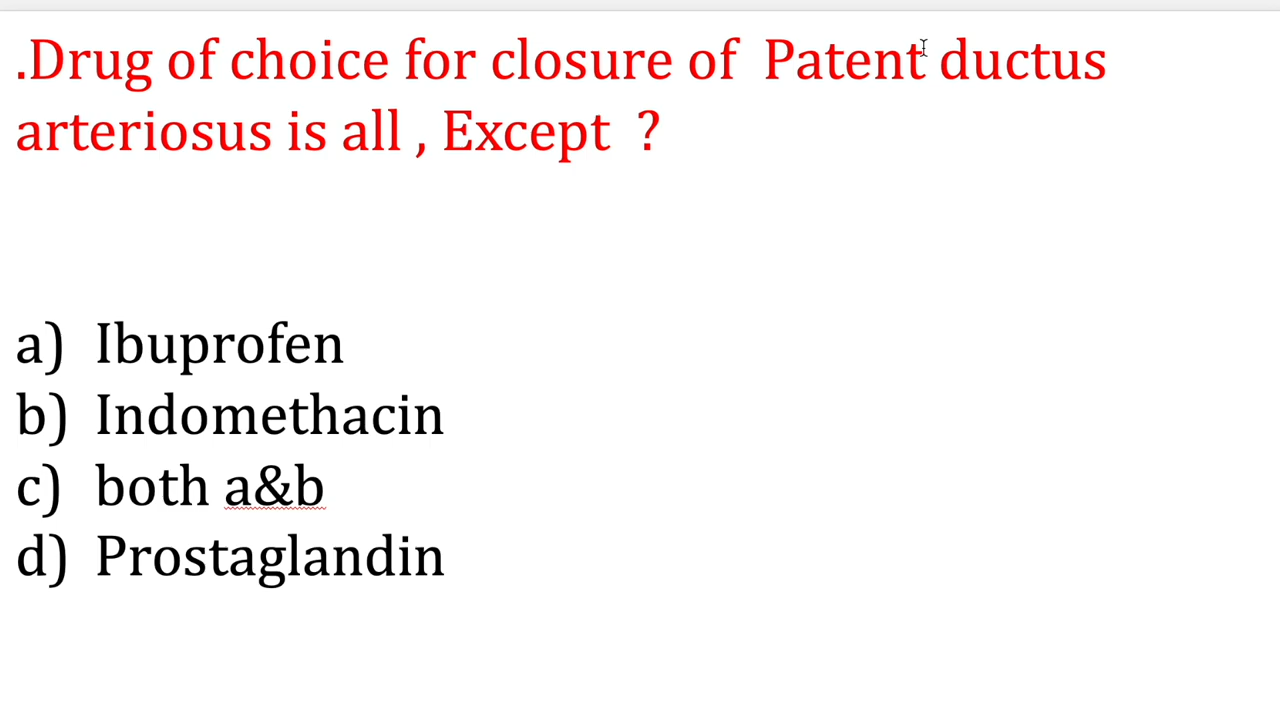 .Drug of choice for closure of  Patent ductus
arteriosus is all , Except  ?
a)  Ibuprofen
b)  Indomethacin
c)  both a&b
d)  Prostaglandin